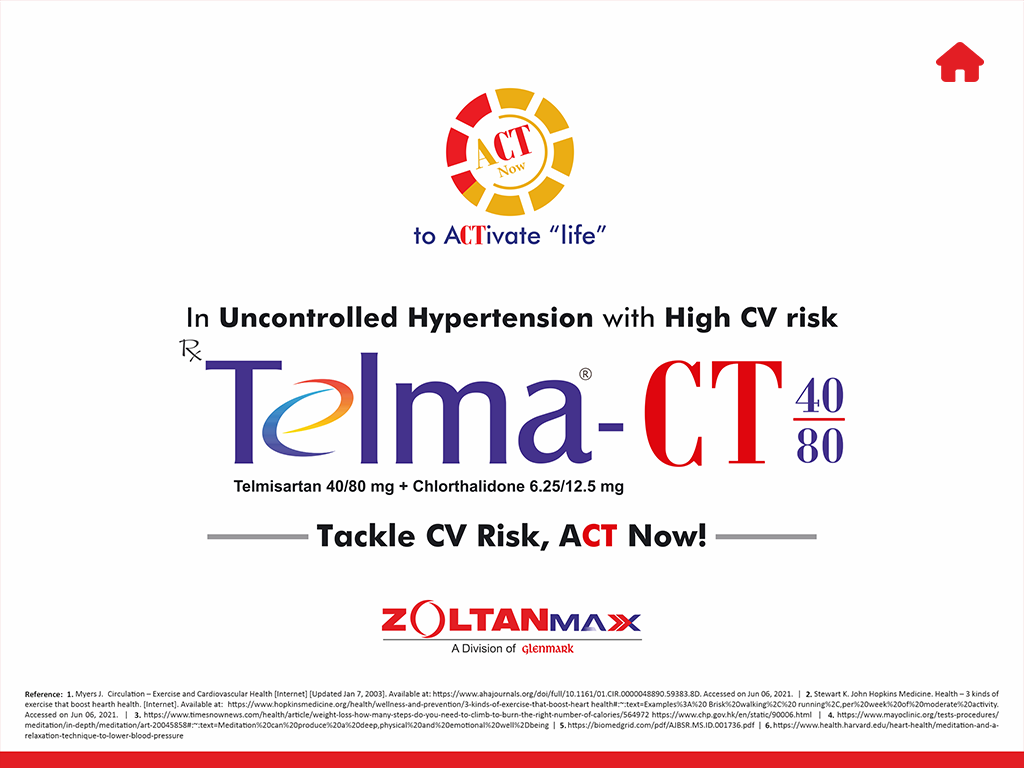 ACT
Now
to ACTivate “life”
In Uncontrolled Hypertension with High CV risk
Rx
Telma®-CT 40/80
Telmisartan 40/80 mg + Chlorthalidone 6.25/12.5 mg
Tackle CV Risk, ACT Now!
ZOLTANMAXX
A Division of glenmark
Reference: 1. Myers J. Circulation – Exercise and Cardiovascular Health [Internet] [Updated Jan 7, 2003]. Available at: https://www.ahajournals.org/doi/full/10.1161/01.CIR.0000048890.59383.8D. Accessed on Jun 06, 2021. | 2. Stewart K. John Hopkins Medicine. Health – 3 kinds of
exercise that boost hearth health. [Internet]. Available at: https://www.hopkinsmedicine.org/health/wellness-and-prevention/3-kinds-of-exercise-that-boost-heart health#:~:text=Examples%3A%20 Brisk%20walking%2C%20 running%2C,per%20week%20of%20moderate%20activity.
Accessed on Jun 06, 2021. | 3. https://www.timesnownews.com/health/article/weight-loss-how-many-steps-do-you-need-to-climb-to-burn-the-right-number-of-calories/564972 https://www.chp.gov.hk/en/static/90006.html | 4. https://www.mayoclinic.org/tests-procedures/
meditation/in-depth/meditation/art-20045858#:~:text=Meditation%20can%20produce%20a%20deep,physical%20and%20emotional%20well%2Dbeing | 5. https://biomedgrid.com/pdf/AJBSR.MS.ID.001736.pdf | 6. https://www.health.harvard.edu/heart-health/meditation-and-a-
relaxation-technique-to-lower-blood-pressure